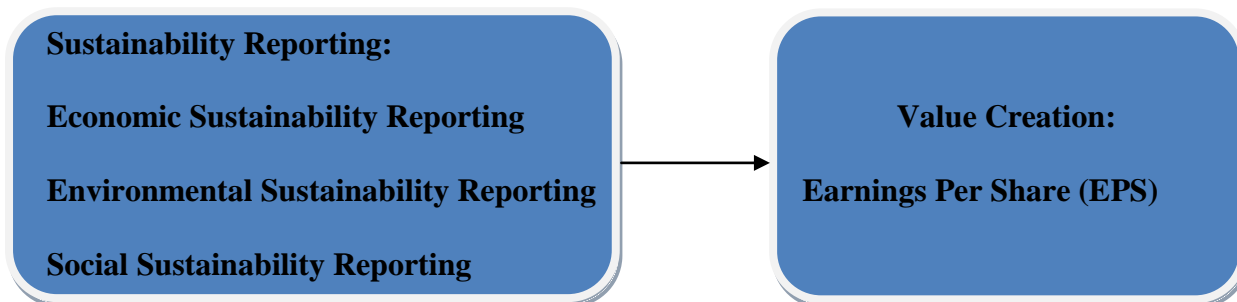 Sustainability Reporting:
Economic Sustainability Reporting
Environmental Sustainability Reporting
Social Sustainability Reporting
Value Creation:
Earnings Per Share (EPS)